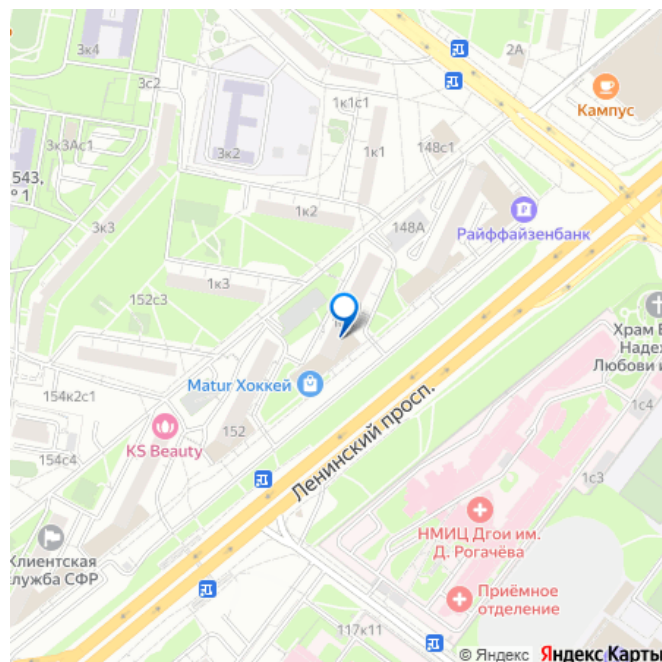 3к4
2А
3с2
Кампус
1к1с1
3к3Ас1
3к2
1к1
148с1
543,
° 1
1к2
148А
Райффайзенбанк
3к3
1к3
152с3
Храм В
Надеж
Любови и
Matur Хоккей
154к2с1
1с4
152
KS Beauty
Ленинский просп.
154с4
1с3
НМИЦ Дгои им.
Д. Рогачёва
Клиентская
служба СФР
Приёмное
отделение
117к11
© Яндекс Яндекс Карты